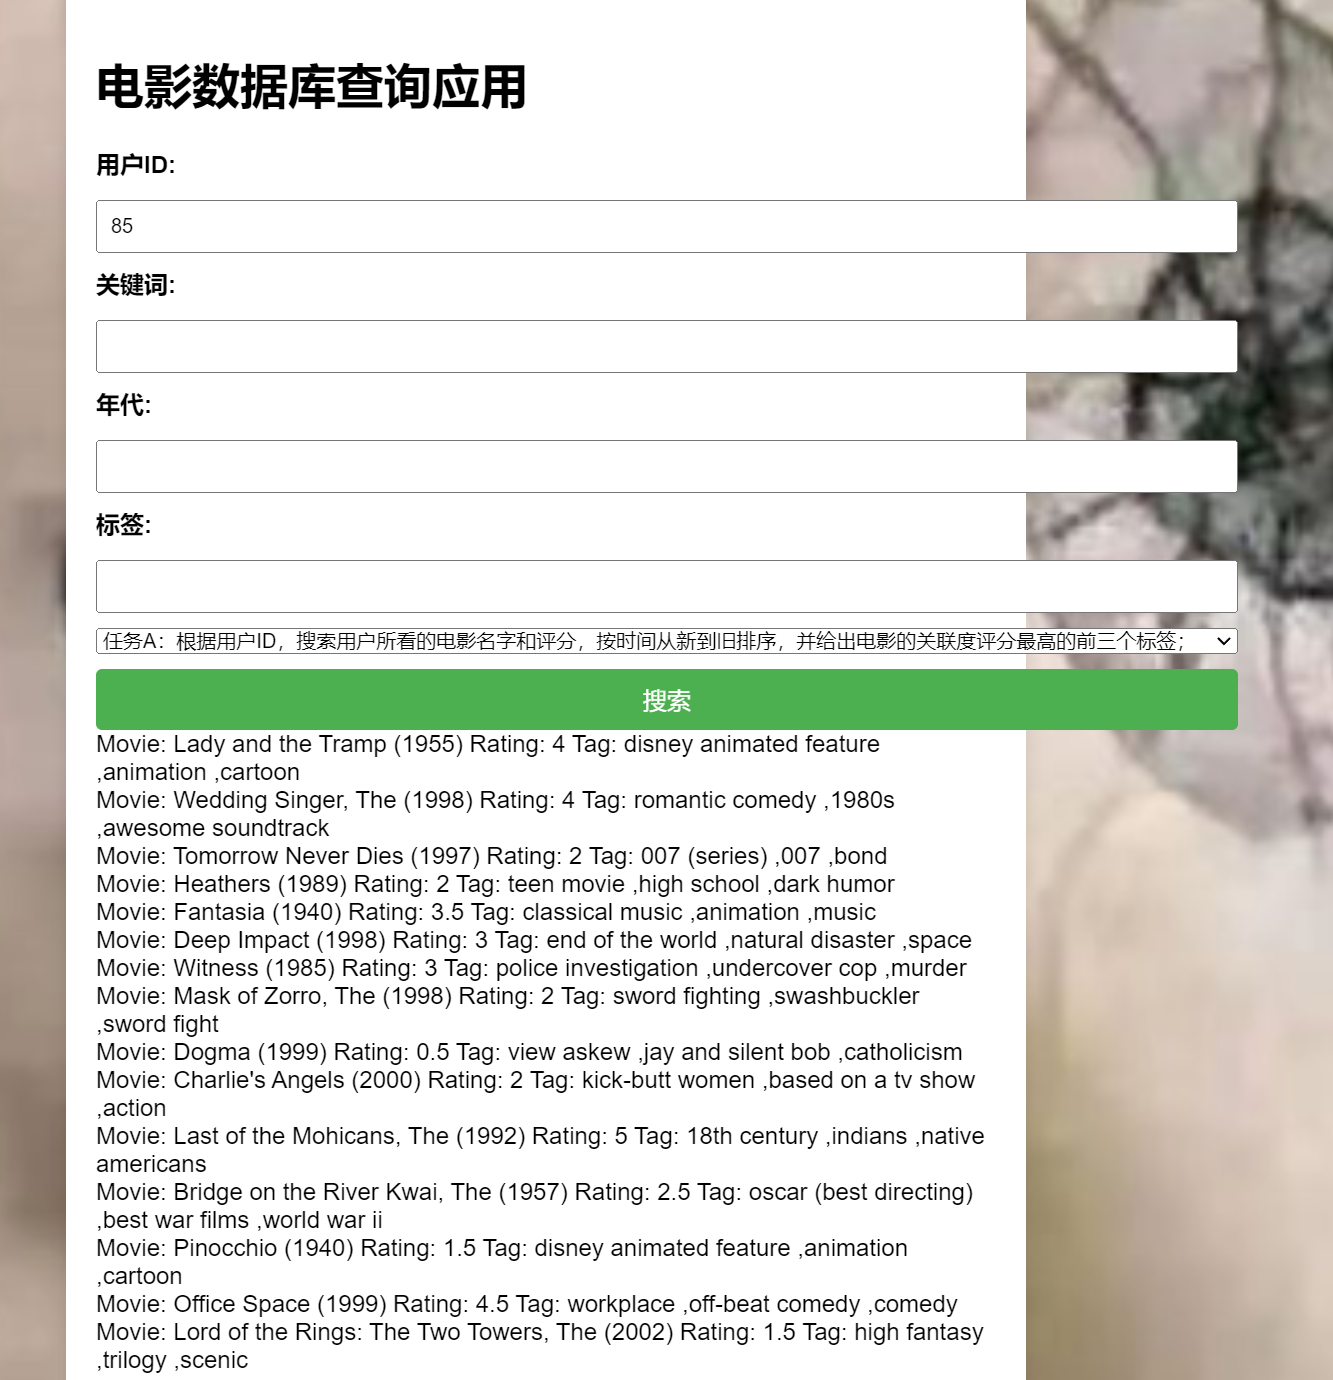 电影数据库查询应用
用户ID:
85
关键词:
年代:
标签:
任务A：根据用户ID，搜索用户所看的电影名字和评分，按时间从新到旧排序，并给出电影的关联度评分最高的前三个标签；
搜索
Movie: Lady and the Tramp (1955) Rating: 4 Tag: disney animated feature
,animation ,cartoon
Movie: Wedding Singer, The (1998) Rating: 4 Tag: romantic comedy ,1980s
,awesome soundtrack
Movie: Tomorrow Never Dies (1997) Rating: 2 Tag: 007 (series) ,007 ,bond
Movie: Heathers (1989) Rating: 2 Tag: teen movie ,high school ,dark humor
Movie: Fantasia (1940) Rating: 3.5 Tag: classical music ,animation ,music
Movie: Deep Impact (1998) Rating: 3 Tag: end of the world ,natural disaster ,space
Movie: Witness (1985) Rating: 3 Tag: police investigation ,undercover cop ,murder
Movie: Mask of Zorro, The (1998) Rating: 2 Tag: sword fighting ,swashbuckler
,sword fight
Movie: Dogma (1999) Rating: 0.5 Tag: view askew ,jay and silent bob ,catholicism
Movie: Charlie's Angels (2000) Rating: 2 Tag: kick-butt women ,based on a tv show
,action
Movie: Last of the Mohicans, The (1992) Rating: 5 Tag: 18th century ,indians ,native
americans
Movie: Bridge on the River Kwai, The (1957) Rating: 2.5 Tag: oscar (best directing)
,best war films ,world war ii
Movie: Pinocchio (1940) Rating: 1.5 Tag: disney animated feature ,animation
,cartoon
Movie: Office Space (1999) Rating: 4.5 Tag: workplace ,off-beat comedy ,comedy
Movie: Lord of the Rings: The Two Towers, The (2002) Rating: 1.5 Tag: high fantasy
,trilogy ,scenic